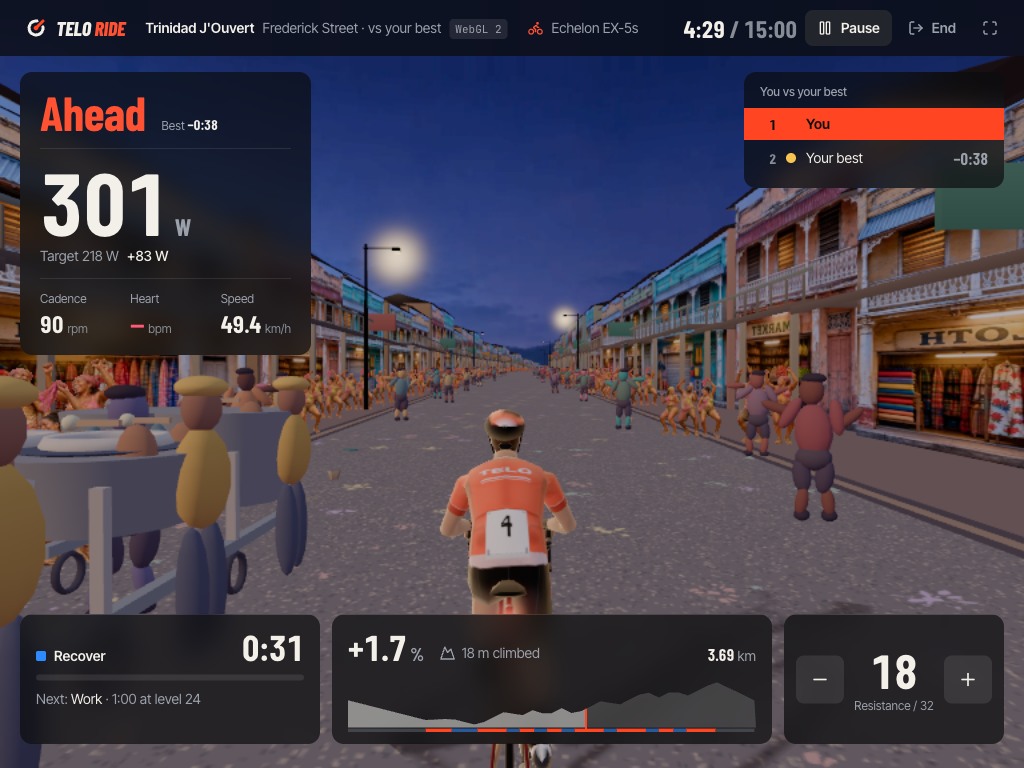 TELO RIDE
Trinidad J'Ouvert Frederick Street · vs your best WebGL 2
Echelon EX-5s
4:29 / 15:00
Pause
End
Ahead Best −0:38
301 W
Target 218 W +83 W
Cadence Heart Speed
90 rpm – bpm 49.4 km/h
You vs your best
1 You
2 Your best −0:38
MARKET
HTO
TELO
4
Recover 0:31
Next: Work · 1:00 at level 24
+1.7 % 18 m climbed 3.69 km
− 18 +
Resistance / 32